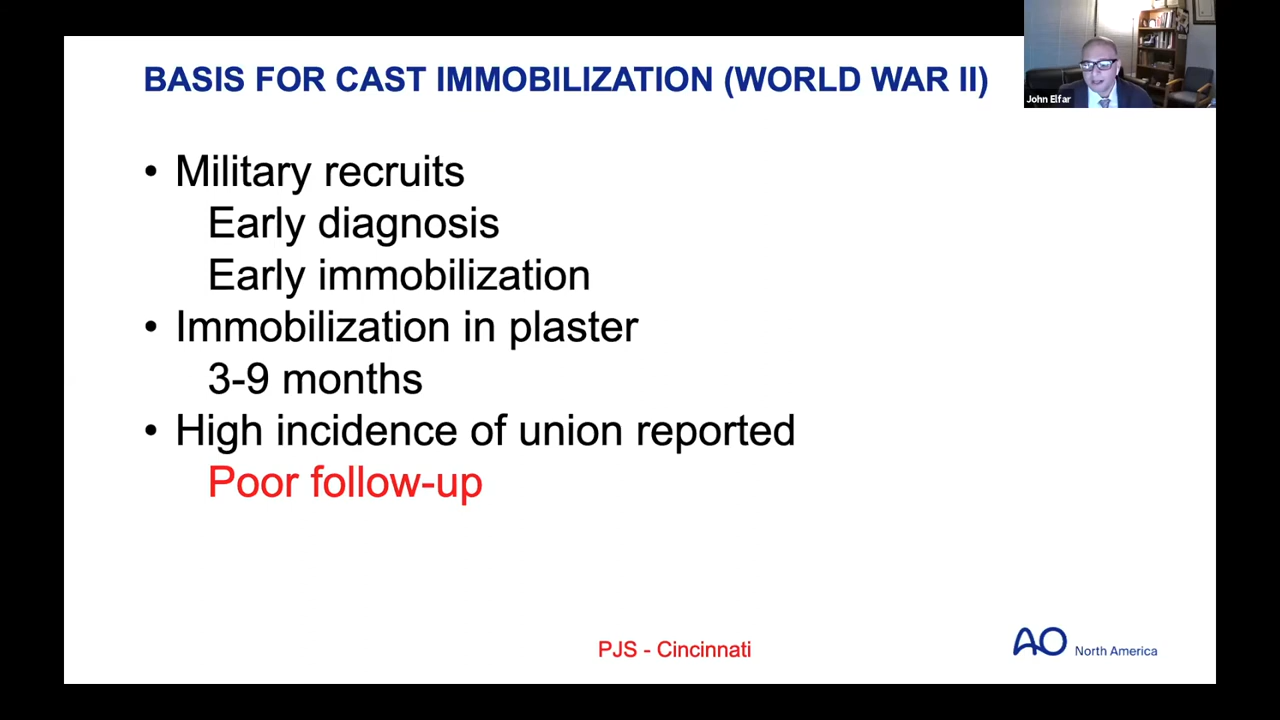 BASIS FOR CAST IMMOBILIZATION (WORLD WAR II)
John Elfar
• Military recruits
Early diagnosis
Early immobilization
• Immobilization in plaster
3-9 months
• High incidence of union reported
Poor follow-up
PJS - Cincinnati
AO North America